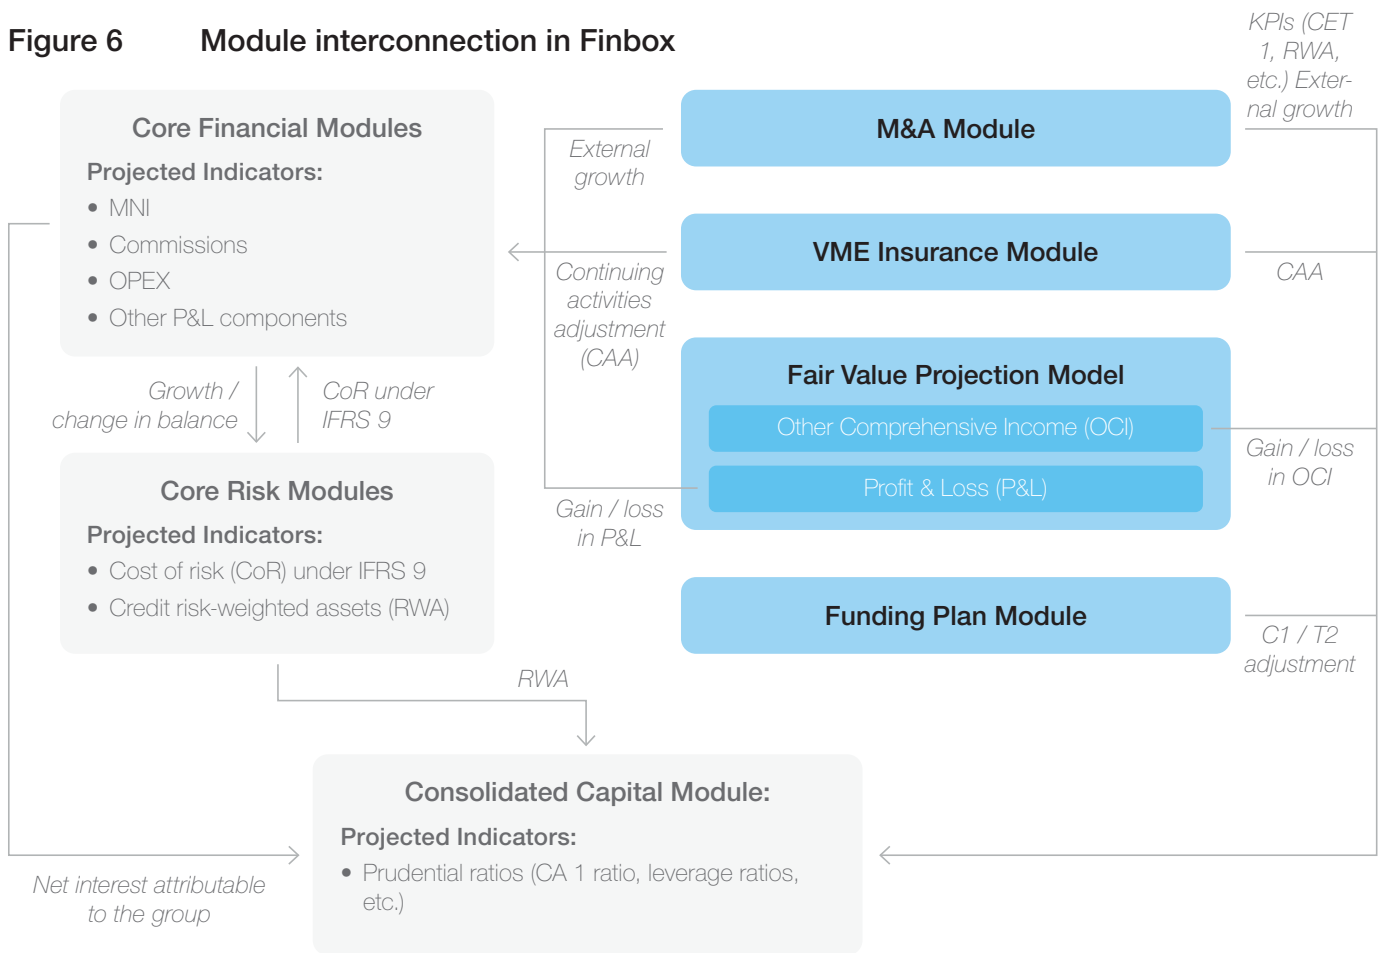 Figure 6 Module interconnection in Finbox
KPIs (CET
1, RWA,
etc.) Exter-
nal growth
Core Financial Modules
Projected Indicators:
• MNI
• Commissions
• OPEX
• Other P&L components
External
growth
M&A Module
VME Insurance Module
Continuing
activities
adjustment
(CAA)
CAA
Fair Value Projection Model
Other Comprehensive Income (OCI)
Profit & Loss (P&L)
Gain / loss
in OCI
Gain / loss
in P&L
Growth /
change in balance
CoR under
IFRS 9
Core Risk Modules
Projected Indicators:
• Cost of risk (CoR) under IFRS 9
• Credit risk-weighted assets (RWA)
Funding Plan Module
C1 / T2
adjustment
RWA
Consolidated Capital Module:
Projected Indicators:
• Prudential ratios (CA 1 ratio, leverage ratios,
etc.)
Net interest attributable
to the group